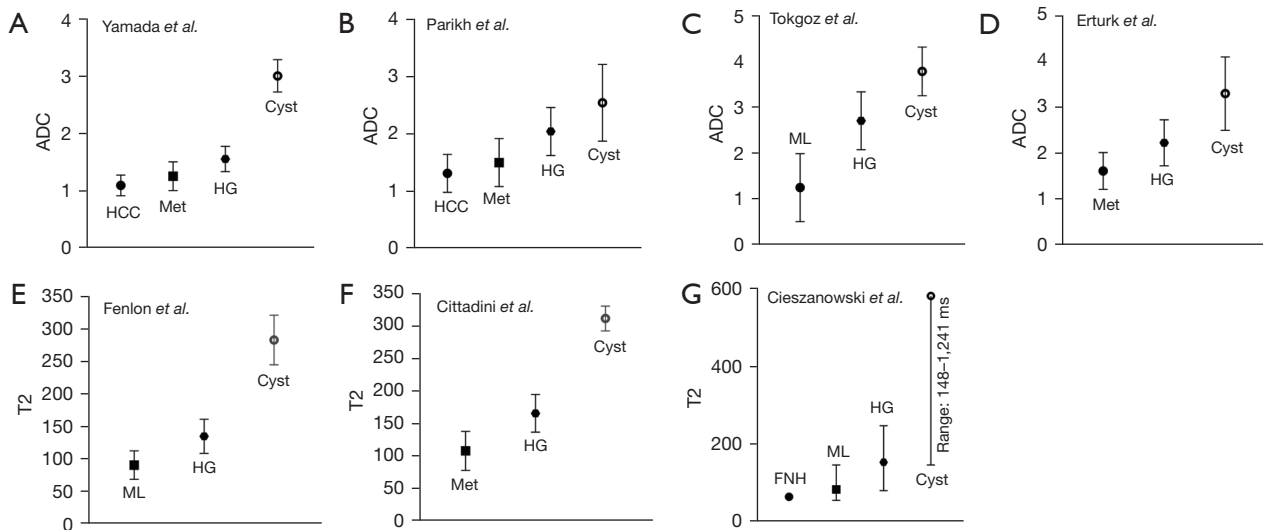 A
Yamada et al.
ADC
4
3
2
1
0
HCC
Met
HG
Cyst
B
Parikh et al.
ADC
4
3
2
1
0
HCC
Met
HG
Cyst
C
Tokgoz et al.
ADC
5
4
3
2
1
0
ML
HG
Cyst
D
Erturk et al.
ADC
5
4
3
2
1
0
Met
HG
Cyst
E
Fenlon et al.
T2
350
300
250
200
150
100
50
0
ML
HG
Cyst
F
Cittadini et al.
T2
350
300
250
200
150
100
50
0
Met
HG
Cyst
G
Cieszanowski et al.
T2
600
400
200
0
FNH
ML
HG
Cyst
Range: 148–1,241 ms